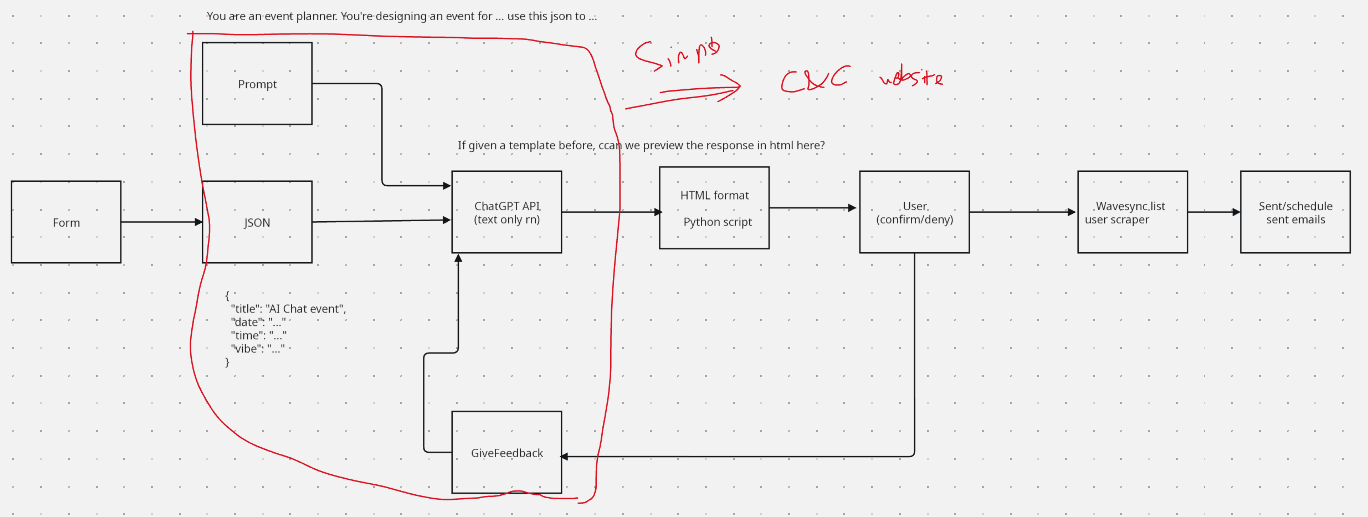 You are an event planner. You're designing an event for ... use this json to ...
Prompt
C&C website
If given a template before, ccan we preview the response in html here?
Form
JSON
ChatGPT API
(text only rn)
HTML format
Python script
User
(confirm/deny)
Wavesync list
user scraper
Sent/schedule
sent emails
{
"title": "AI Chat event",
"date": "..."
"time": "..."
"vibe": "..."
}
GiveFeedback